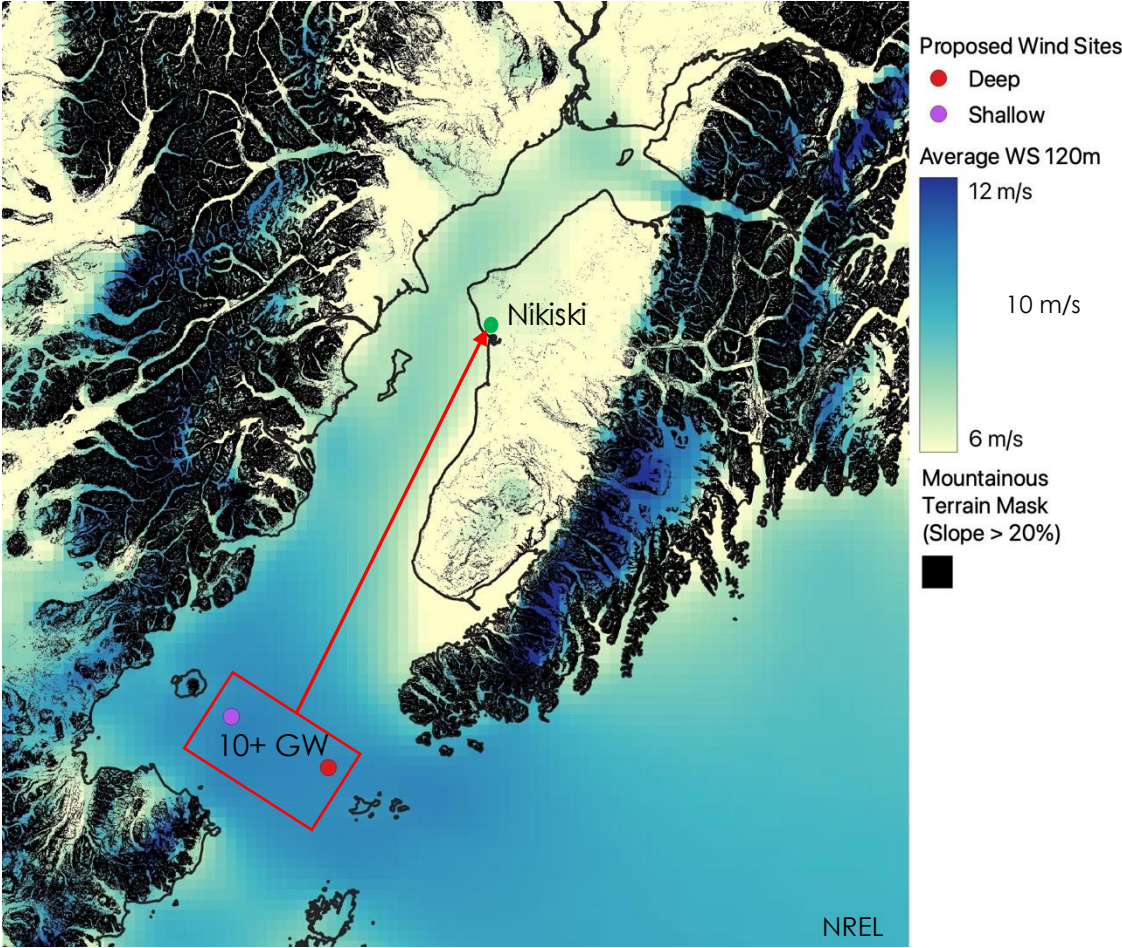 Proposed Wind Sites
Deep
Shallow
Average WS 120m
12 m/s
10 m/s
6 m/s
Mountainous
Terrain Mask
(Slope > 20%)
Nikiski
10+ GW
NREL